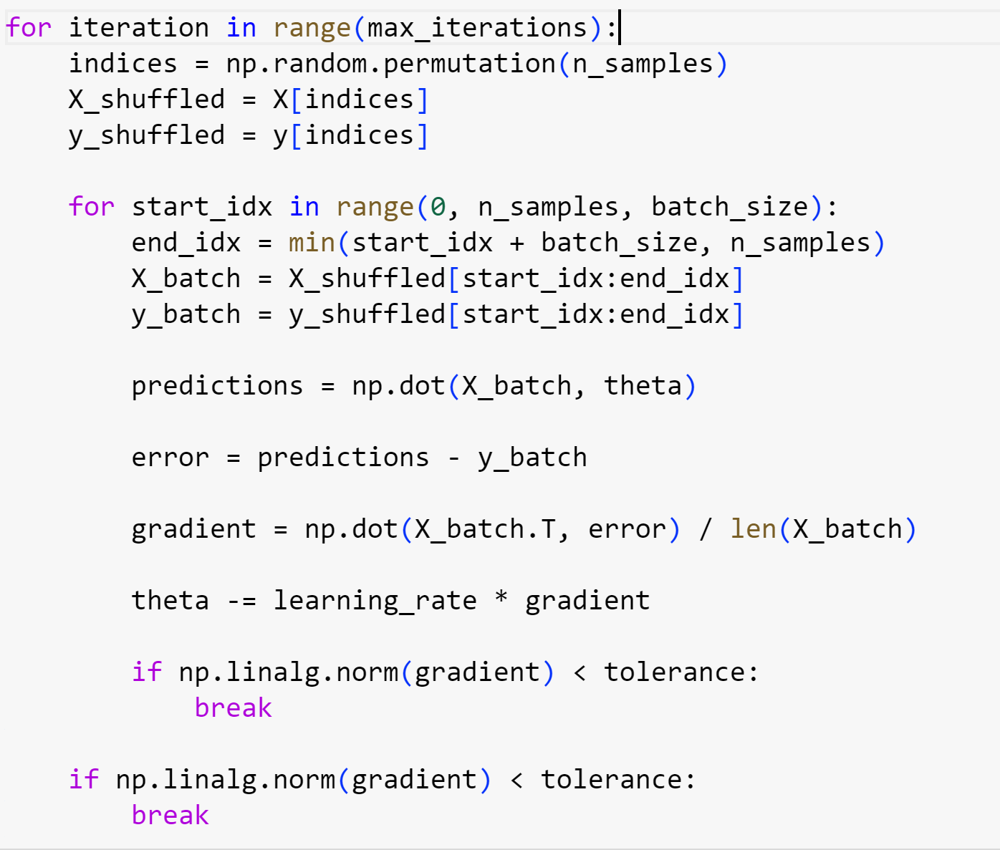 for iteration in range(max_iterations):
    indices = np.random.permutation(n_samples)
    X_shuffled = X[indices]
    y_shuffled = y[indices]

    for start_idx in range(0, n_samples, batch_size):
        end_idx = min(start_idx + batch_size, n_samples)
        X_batch = X_shuffled[start_idx:end_idx]
        y_batch = y_shuffled[start_idx:end_idx]

        predictions = np.dot(X_batch, theta)

        error = predictions - y_batch

        gradient = np.dot(X_batch.T, error) / len(X_batch)

        theta -= learning_rate * gradient

        if np.linalg.norm(gradient) < tolerance:
            break

    if np.linalg.norm(gradient) < tolerance:
        break